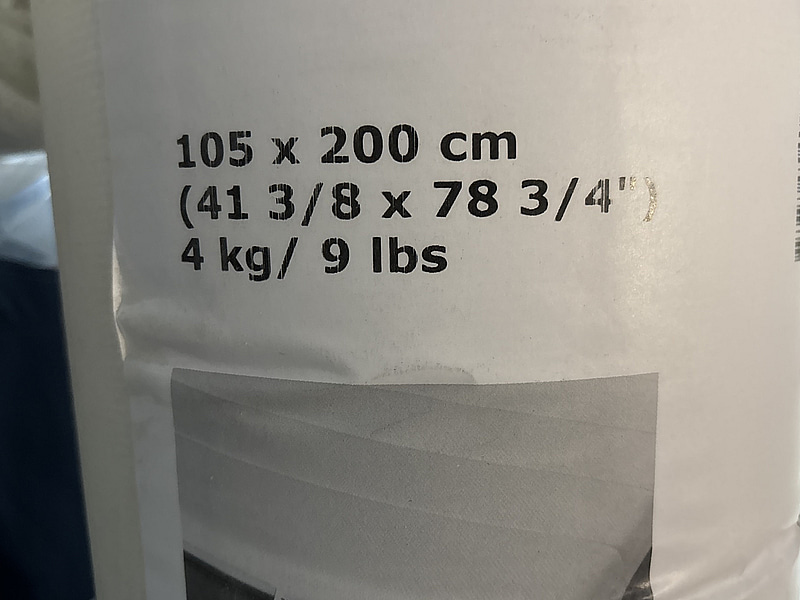 105 x 200 cm
(41 3/8 x 78 3/4")
4 kg/ 9 lbs